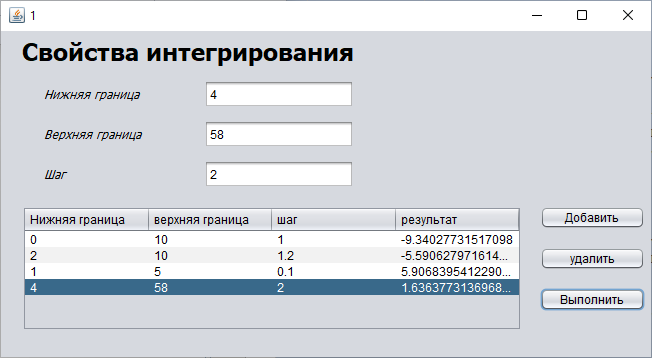 1
Свойства интегрирования
Нижняя граница 4
Верхняя граница 58
Шаг 2
Нижняя граница верхняя граница шаг результат
0 10 1 -9.34027731517098
2 10 1.2 -5.590627971614...
1 5 0.1 5.9068395412290...
4 58 2 1.6363773136968...
Добавить
удалить
Выполнить